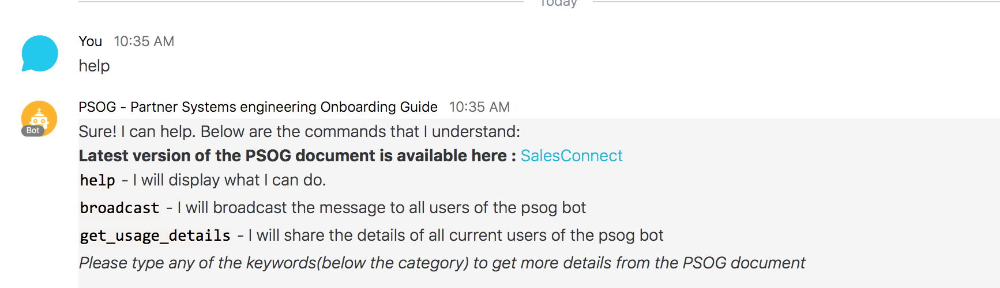 Today
You 10:35 AM
help
PSOG - Partner Systems engineering Onboarding Guide 10:35 AM
Bot
Sure! I can help. Below are the commands that I understand:
Latest version of the PSOG document is available here : SalesConnect
help - I will display what I can do.
broadcast - I will broadcast the message to all users of the psog bot
get_usage_details - I will share the details of all current users of the psog bot
Please type any of the keywords(below the category) to get more details from the PSOG document